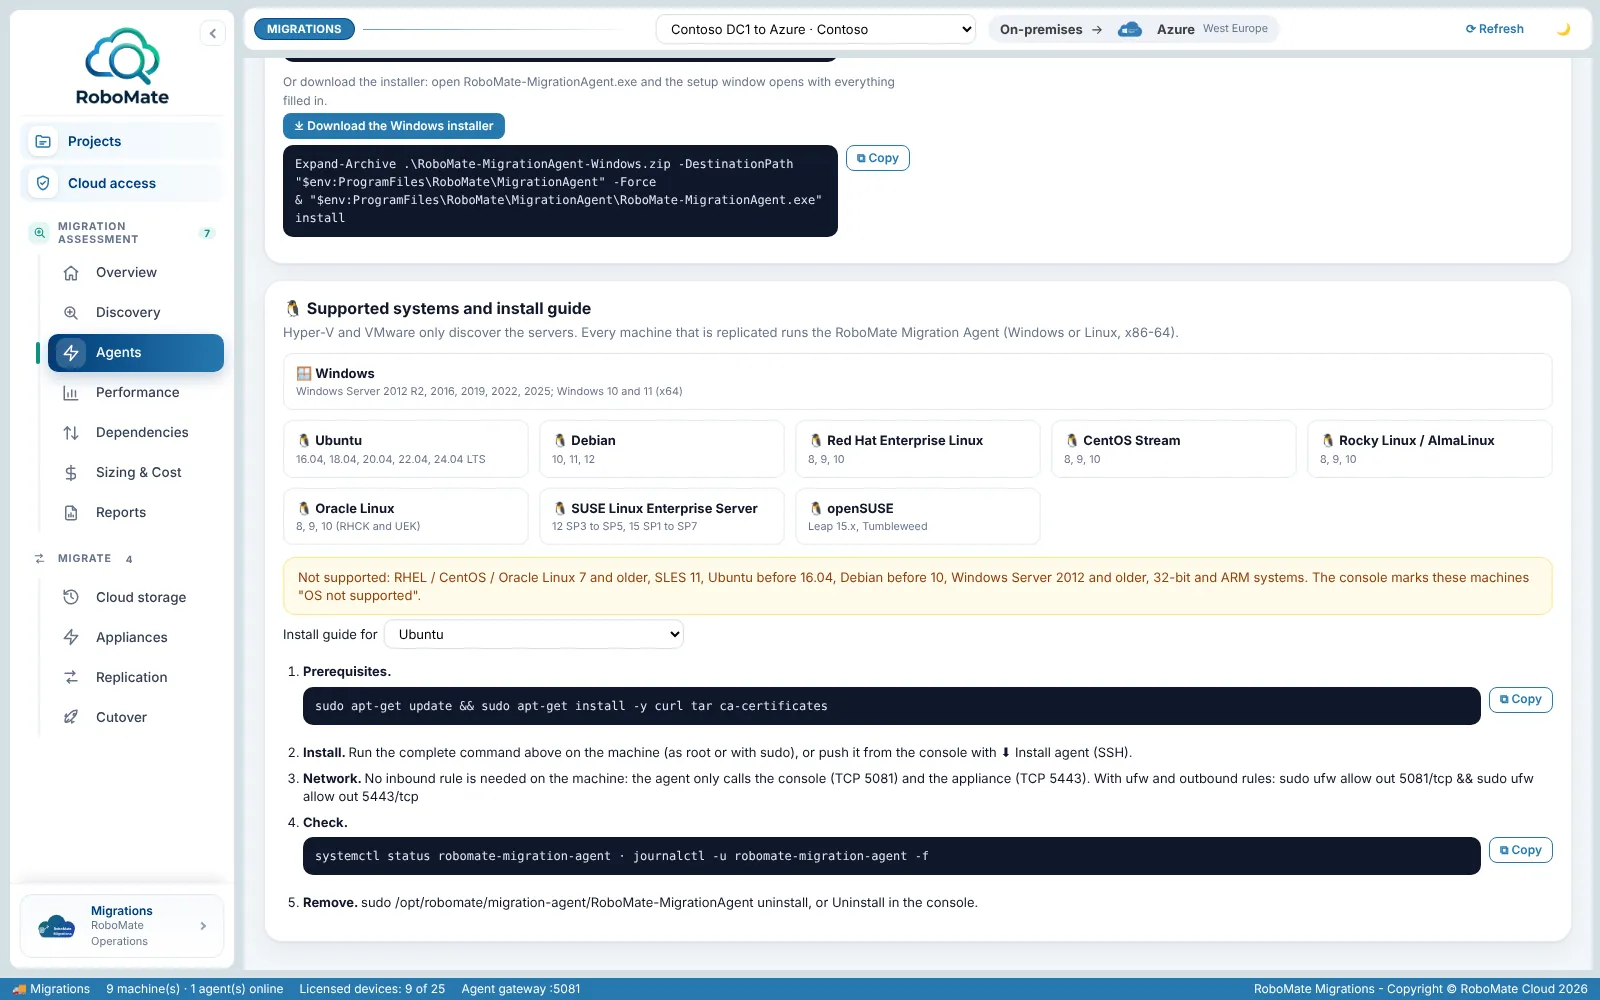 RoboMate
Projects
Cloud access
MIGRATION
ASSESSMENT
7
Overview
Discovery
Agents
Performance
Dependencies
Sizing & Cost
Reports
MIGRATE 4
Cloud storage
Appliances
Replication
Cutover
Migrations
RoboMate
Operations
MIGRATIONS
Contoso DC1 to Azure · Contoso
On-premises → Azure West Europe
⟳ Refresh
Or download the installer: open RoboMate-MigrationAgent.exe and the setup window opens with everything
filled in.
Download the Windows installer
Expand-Archive .\RoboMate-MigrationAgent-Windows.zip -DestinationPath
"$env:ProgramFiles\RoboMate\MigrationAgent" -Force
& "$env:ProgramFiles\RoboMate\MigrationAgent\RoboMate-MigrationAgent.exe"
install
Copy
Supported systems and install guide
Hyper-V and VMware only discover the servers. Every machine that is replicated runs the RoboMate Migration Agent (Windows or Linux, x86-64).
Windows
Windows Server 2012 R2, 2016, 2019, 2022, 2025; Windows 10 and 11 (x64)
Ubuntu
16.04, 18.04, 20.04, 22.04, 24.04 LTS
Debian
10, 11, 12
Red Hat Enterprise Linux
8, 9, 10
CentOS Stream
8, 9, 10
Rocky Linux / AlmaLinux
8, 9, 10
Oracle Linux
8, 9, 10 (RHCK and UEK)
SUSE Linux Enterprise Server
12 SP3 to SP5, 15 SP1 to SP7
openSUSE
Leap 15.x, Tumbleweed
Not supported: RHEL / CentOS / Oracle Linux 7 and older, SLES 11, Ubuntu before 16.04, Debian before 10, Windows Server 2012 and older, 32-bit and ARM systems. The console marks these machines
"OS not supported".
Install guide for Ubuntu
1. Prerequisites.
sudo apt-get update && sudo apt-get install -y curl tar ca-certificates
Copy
2. Install. Run the complete command above on the machine (as root or with sudo), or push it from the console with ⬇ Install agent (SSH).
3. Network. No inbound rule is needed on the machine: the agent only calls the console (TCP 5081) and the appliance (TCP 5443). With ufw and outbound rules: sudo ufw allow out 5081/tcp && sudo ufw
allow out 5443/tcp
4. Check.
systemctl status robomate-migration-agent · journalctl -u robomate-migration-agent -f
Copy
5. Remove. sudo /opt/robomate/migration-agent/RoboMate-MigrationAgent uninstall, or Uninstall in the console.
Migrations 9 machine(s) · 1 agent(s) online Licensed devices: 9 of 25 Agent gateway :5081
RoboMate Migrations - Copyright © RoboMate Cloud 2026